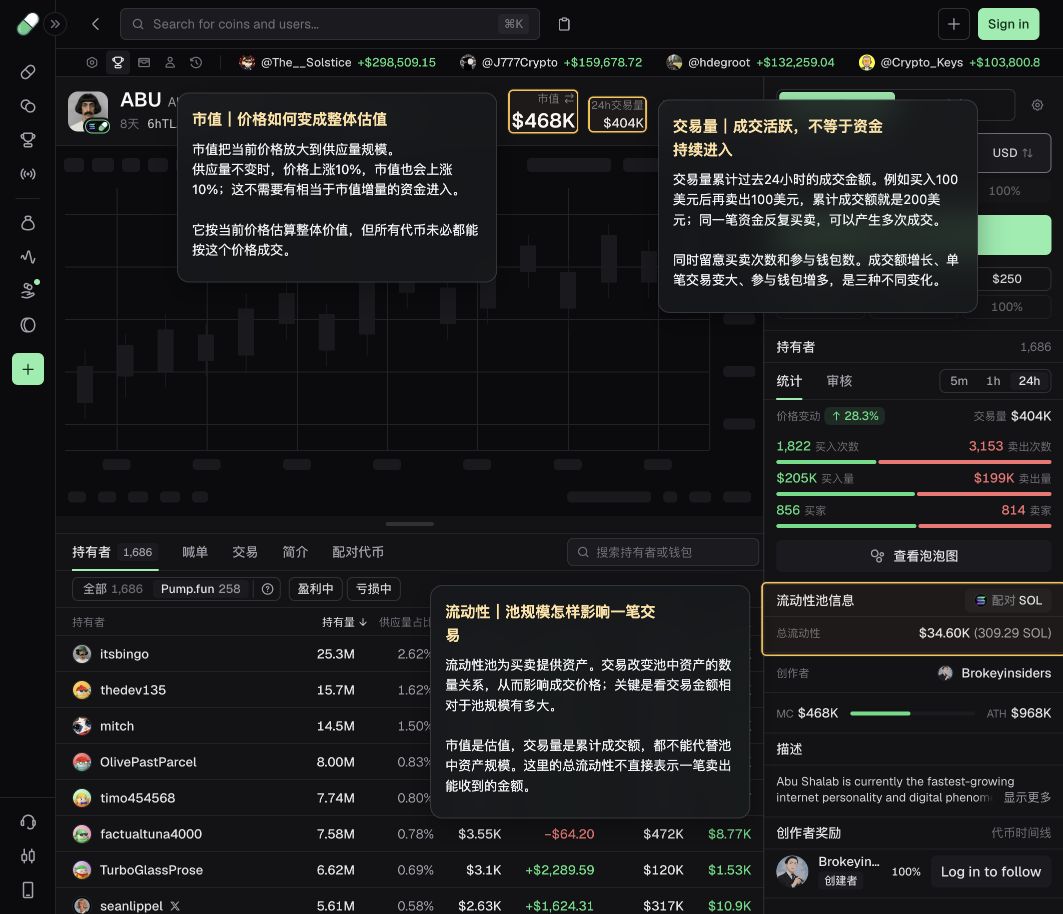 Search for coins and users...
⌘K
Sign in
@The__Solstice +$298,509.15
@J777Crypto +$159,678.72
@hdegroot +$132,259.04
@Crypto_Keys +$103,800.8
ABU
8天 6hTL
市值
$468K
24h交易量
$404K
市值｜价格如何变成整体估值
市值把当前价格放大到供应量规模。
供应量不变时，价格上涨10%，市值也会上涨
10%；这不需要有相当于市值增量的资金进入。
它按当前价格估算整体价值，但所有代币未必都能
按这个价格成交。
交易量｜成交活跃，不等于资金
持续进入
交易量累计过去24小时的成交金额。例如买入100
美元后再卖出100美元，累计成交额就是200美
元；同一笔资金反复买卖，可以产生多次成交。
同时留意买卖次数和参与钱包数。成交额增长、单
笔交易变大、参与钱包增多，是三种不同变化。
USD
100%
$250
100%
持有者 1,686
统计 审核 5m 1h 24h
价格变动 ↑ 28.3% 交易量 $404K
1,822 买入次数 3,153 卖出次数
$205K 买入量 $199K 卖出量
856 买家 814 卖家
查看泡泡图
流动性池信息 配对 SOL
总流动性 $34.60K (309.29 SOL)
创作者 Brokeyinsiders
MC $468K ATH $968K
描述
Abu Shalab is currently the fastest-growing
internet personality and digital phenom 显示更多
创作者奖励 代币时间线
Brokeyin... 100% Log in to follow
创建者
持有者 1,686 喊单 交易 简介 配对代币 搜索持有者或钱包
全部 1,686 Pump.fun 258 盈利中 亏损中
持有者 持有量 ↓ 供应量占比
itsbingo 25.3M 2.62%
thedev135 15.7M 1.62%
mitch 14.5M 1.50%
OlivePastParcel 8.00M 0.83%
timo454568 7.74M 0.80%
factualtuna4000 7.58M 0.78% $3.55K −$64.20 $472K $8.77K
TurboGlassProse 6.62M 0.69% $3.1K +$2,289.59 $120K $1.53K
seanlippel 5.61M 0.58% $2.63K +$1,624.31 $317K $10.9K
流动性｜池规模怎样影响一笔交
易
流动性池为买卖提供资产。交易改变池中资产的数
量关系，从而影响成交价格；关键是看交易金额相
对于池规模有多大。
市值是估值，交易量是累计成交额，都不能代替池
中资产规模。这里的总流动性不直接表示一笔卖出
能收到的金额。